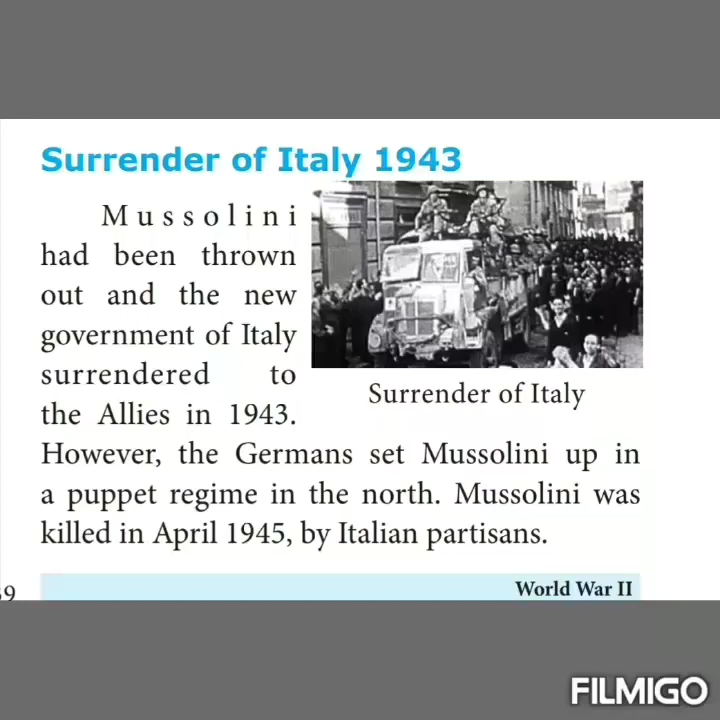 Surrender of Italy 1943
Mussolini
had been thrown
out and the new
government of Italy
surrendered to
the Allies in 1943.
Surrender of Italy
However, the Germans set Mussolini up in
a puppet regime in the north. Mussolini was
killed in April 1945, by Italian partisans.
9
World War II
FILMIGO